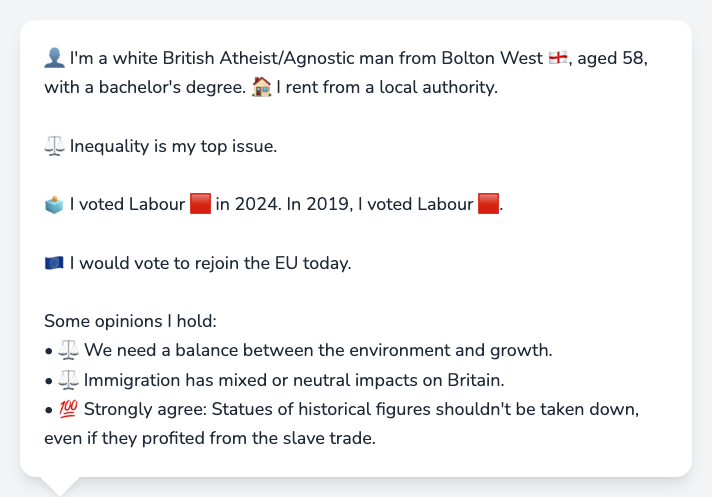 👤 I'm a white British Atheist/Agnostic man from Bolton West 🏴󠁧󠁢󠁥󠁮󠁧󠁿, aged 58,
with a bachelor's degree. 🏠 I rent from a local authority.
⚖️ Inequality is my top issue.
🗳️ I voted Labour 🟥 in 2024. In 2019, I voted Labour 🟥.
🇪🇺 I would vote to rejoin the EU today.
Some opinions I hold:
• ⚖️ We need a balance between the environment and growth.
• ⚖️ Immigration has mixed or neutral impacts on Britain.
• 💯 Strongly agree: Statues of historical figures shouldn't be taken down,
even if they profited from the slave trade.